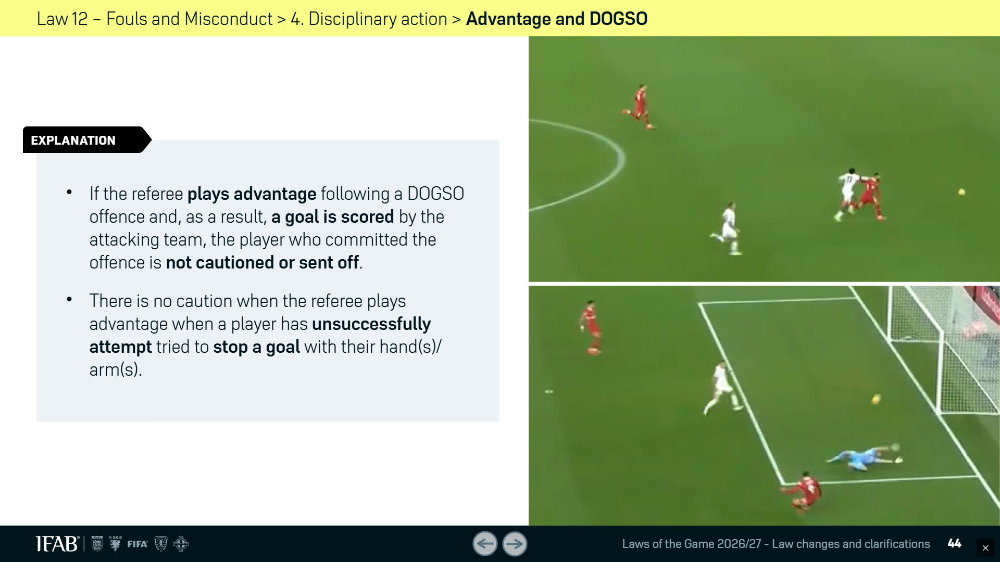 Law 12 – Fouls and Misconduct > 4. Disciplinary action > Advantage and DOGSO
EXPLANATION
• If the referee plays advantage following a DOGSO
offence and, as a result, a goal is scored by the
attacking team, the player who committed the
offence is not cautioned or sent off.
• There is no caution when the referee plays
advantage when a player has unsuccessfully
attempt tried to stop a goal with their hand(s)/
arm(s).
IFAB® FA WALES FIFA®
Laws of the Game 2026/27 - Law changes and clarifications 44